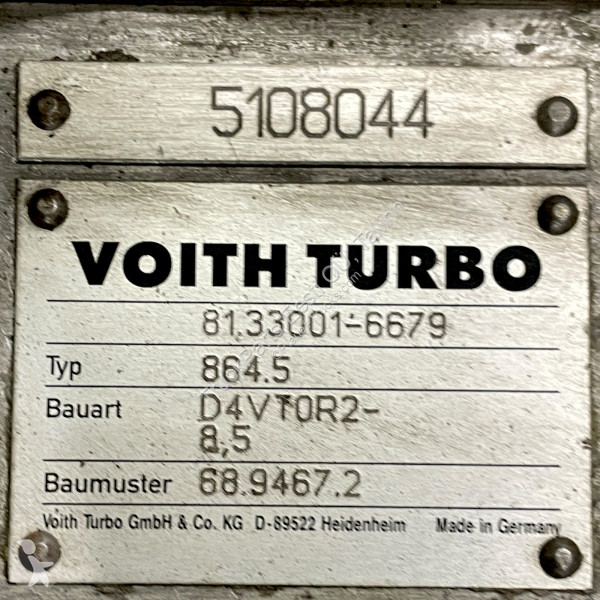 5108044
VOITH TURBO
81.33001-6679
Typ 864.5
Bauart D4VTOR2-
8,5
Baumuster 68.9467.2
Voith Turbo GmbH & Co. KG D-89522 Heidenheim Made in Germany